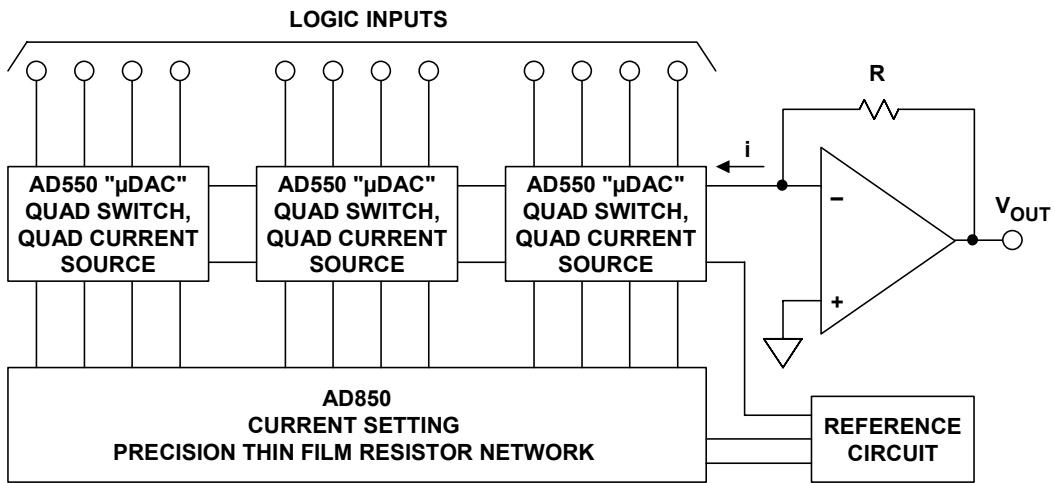 LOGIC INPUTS
R
i
AD550 "μDAC"
QUAD SWITCH,
QUAD CURRENT
SOURCE
AD550 "μDAC"
QUAD SWITCH,
QUAD CURRENT
SOURCE
AD550 "μDAC"
QUAD SWITCH,
QUAD CURRENT
SOURCE
−
+
VOUT
AD850
CURRENT SETTING
PRECISION THIN FILM RESISTOR NETWORK
REFERENCE
CIRCUIT